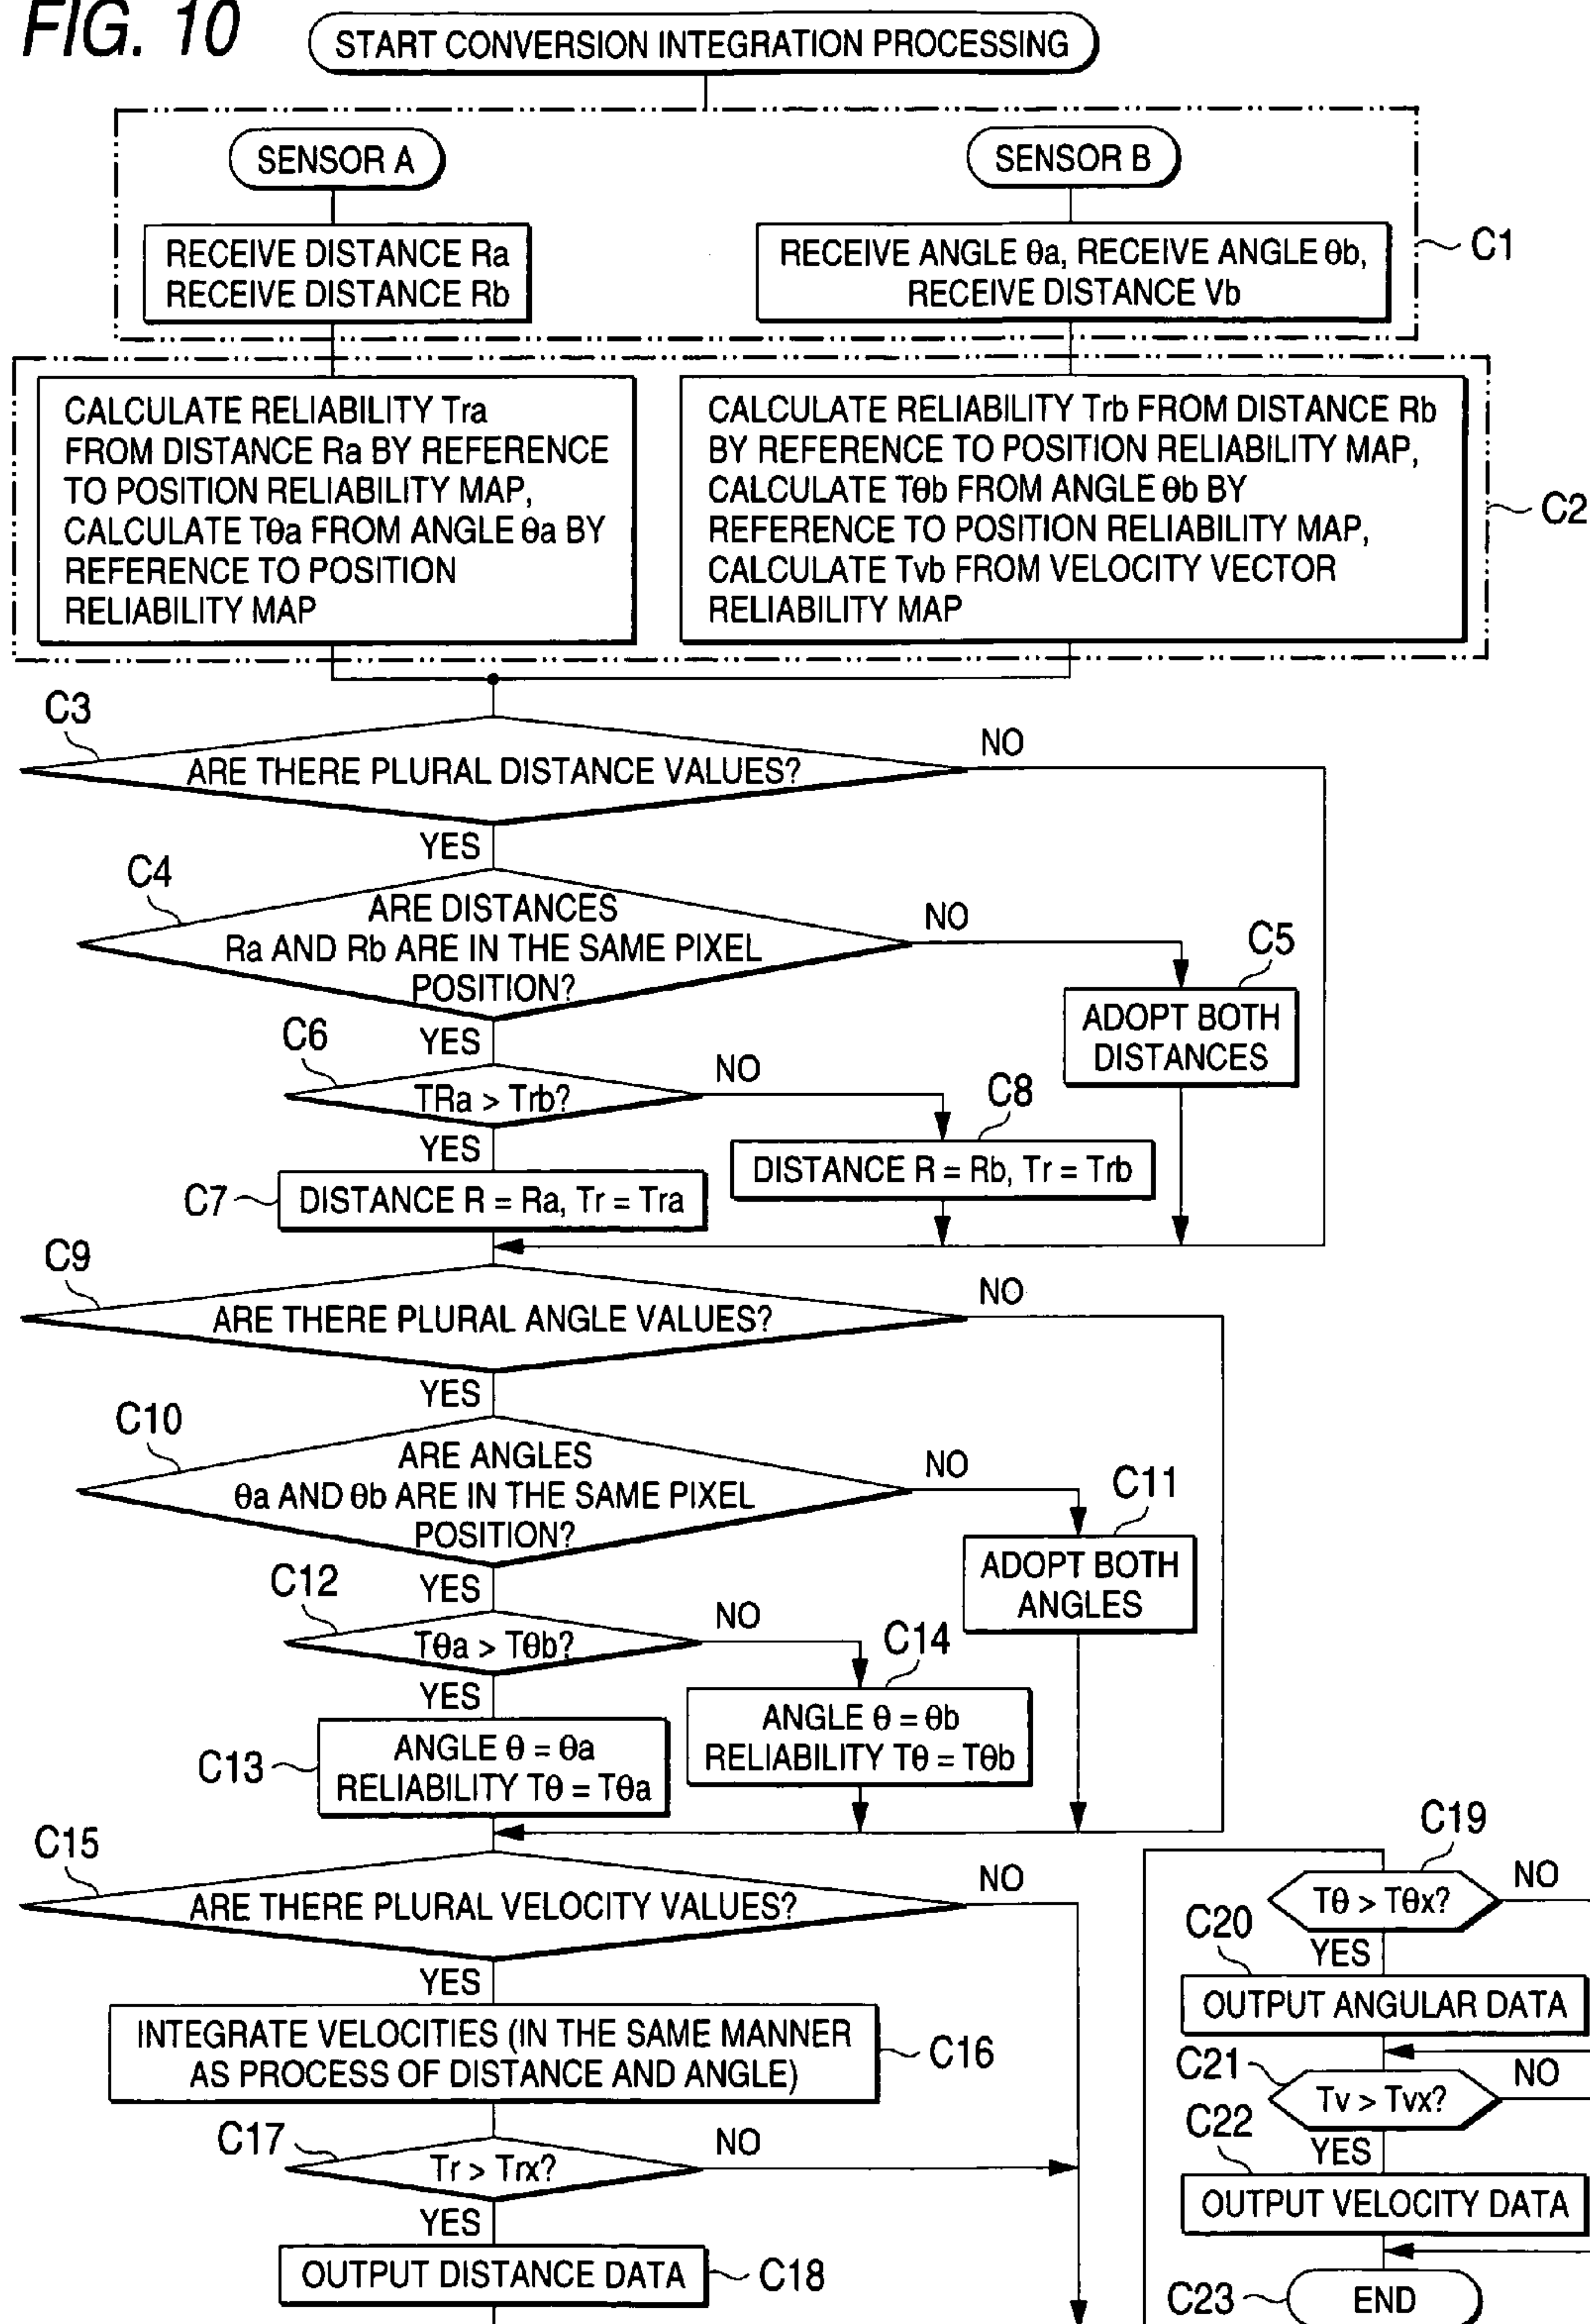 FIG. 10
START CONVERSION INTEGRATION PROCESSING
SENSOR A
SENSOR B
RECEIVE DISTANCE Ra
RECEIVE DISTANCE Rb
RECEIVE ANGLE θa, RECEIVE ANGLE θb,
RECEIVE DISTANCE Vb
C1
CALCULATE RELIABILITY Tra
FROM DISTANCE Ra BY REFERENCE
TO POSITION RELIABILITY MAP,
CALCULATE Tθa FROM ANGLE θa BY
REFERENCE TO POSITION
RELIABILITY MAP
CALCULATE RELIABILITY Trb FROM DISTANCE Rb
BY REFERENCE TO POSITION RELIABILITY MAP,
CALCULATE Tθb FROM ANGLE θb BY
REFERENCE TO POSITION RELIABILITY MAP,
CALCULATE Tvb FROM VELOCITY VECTOR
RELIABILITY MAP
C2
C3
ARE THERE PLURAL DISTANCE VALUES?
NO
YES
C4
ARE DISTANCES
Ra AND Rb ARE IN THE SAME PIXEL
POSITION?
NO
C5
ADOPT BOTH
DISTANCES
YES
C6
TRa > Trb?
NO
C8
DISTANCE R = Rb, Tr = Trb
YES
C7
DISTANCE R = Ra, Tr = Tra
C9
ARE THERE PLURAL ANGLE VALUES?
NO
YES
C10
ARE ANGLES
θa AND θb ARE IN THE SAME PIXEL
POSITION?
NO
C11
ADOPT BOTH
ANGLES
YES
C12
Tθa > Tθb?
NO
C14
ANGLE θ = θb
RELIABILITY Tθ = Tθb
YES
C13
ANGLE θ = θa
RELIABILITY Tθ = Tθa
C15
ARE THERE PLURAL VELOCITY VALUES?
NO
YES
INTEGRATE VELOCITIES (IN THE SAME MANNER
AS PROCESS OF DISTANCE AND ANGLE)
C16
C17
Tr > Trx?
NO
YES
OUTPUT DISTANCE DATA
C18
C19
Tθ > Tθx?
NO
C20
YES
OUTPUT ANGULAR DATA
C21
Tv > Tvx?
NO
C22
YES
OUTPUT VELOCITY DATA
C23
END